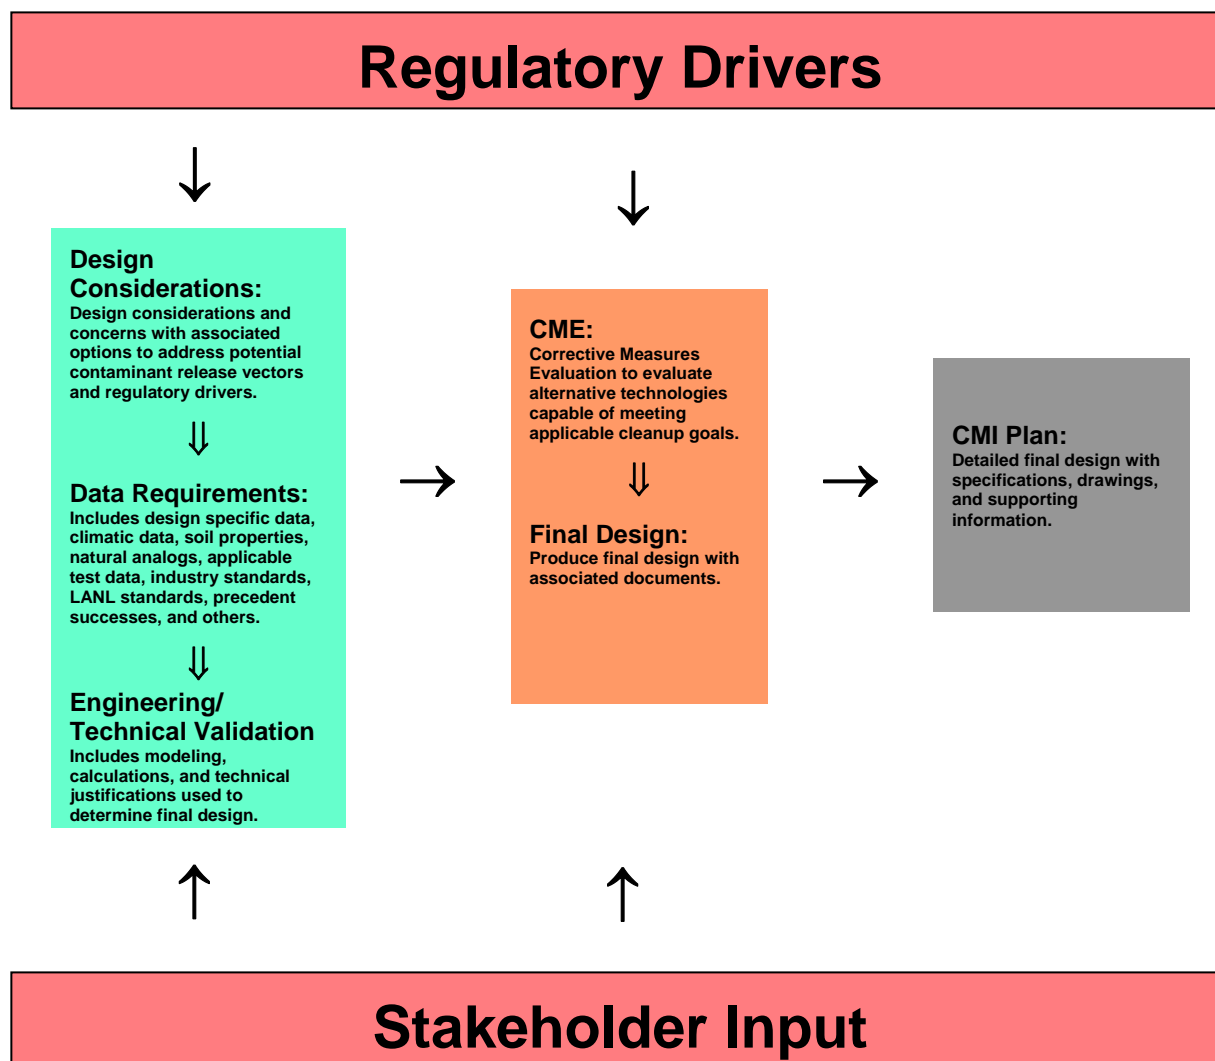 Regulatory Drivers
↓
↓
Design
Considerations:
Design considerations and
concerns with associated
options to address potential
contaminant release vectors
and regulatory drivers.
⇓
Data Requirements:
Includes design specific data,
climatic data, soil properties,
natural analogs, applicable
test data, industry standards,
LANL standards, precedent
successes, and others.
⇓
Engineering/
Technical Validation
Includes modeling,
calculations, and technical
justifications used to
determine final design.
→
CME:
Corrective Measures
Evaluation to evaluate
alternative technologies
capable of meeting
applicable cleanup goals.
⇓
Final Design:
Produce final design with
associated documents.
→
CMI Plan:
Detailed final design with
specifications, drawings,
and supporting
information.
↑
↑
Stakeholder Input